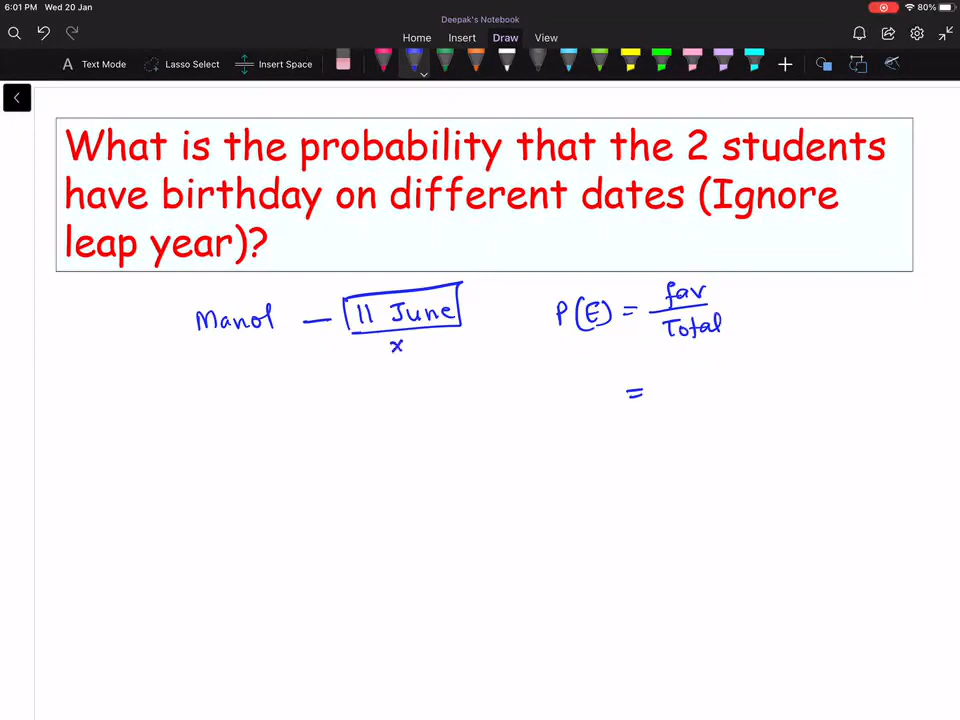 6:01 PM Wed 20 Jan
80%
Deepak's Notebook
Home Insert Draw View
Text Mode Lasso Select Insert Space
What is the probability that the 2 students
have birthday on different dates (Ignore
leap year)?
Manol — 11 June
x
P(E) = fav / Total
=